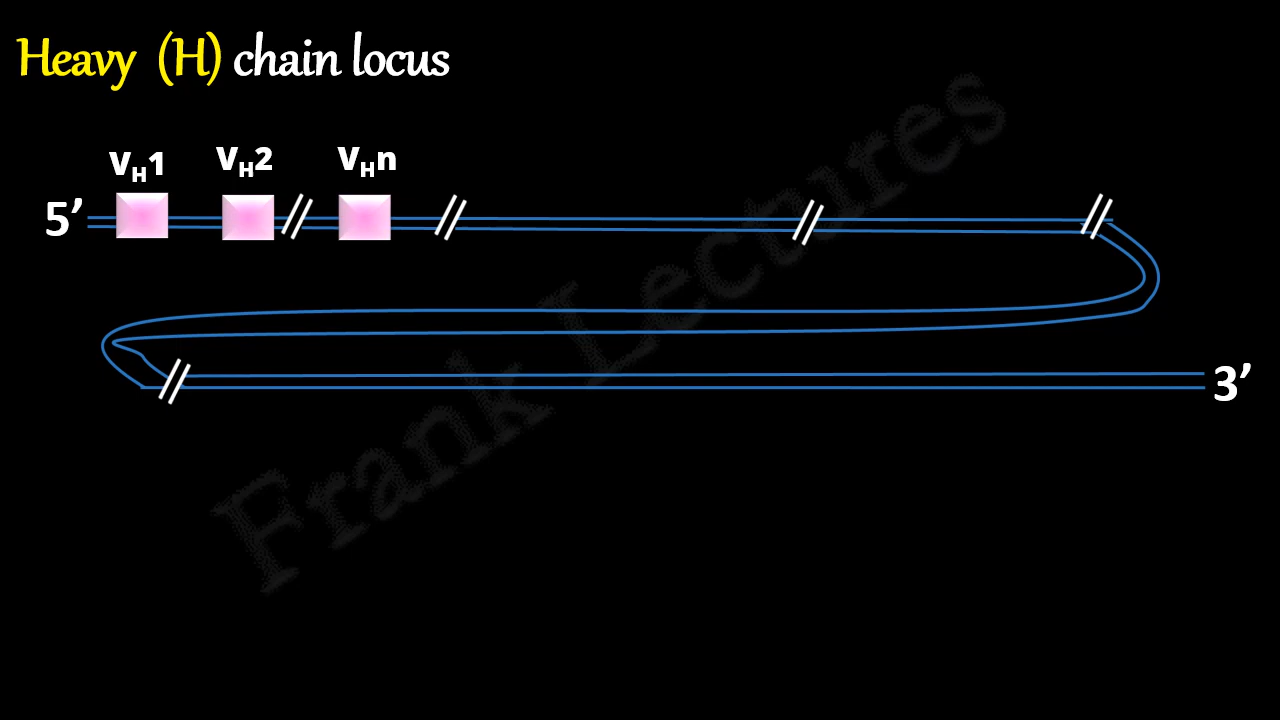 Heavy (H) chain locus
VH1 VH2 VHn
5’
3’
Frank Lectures